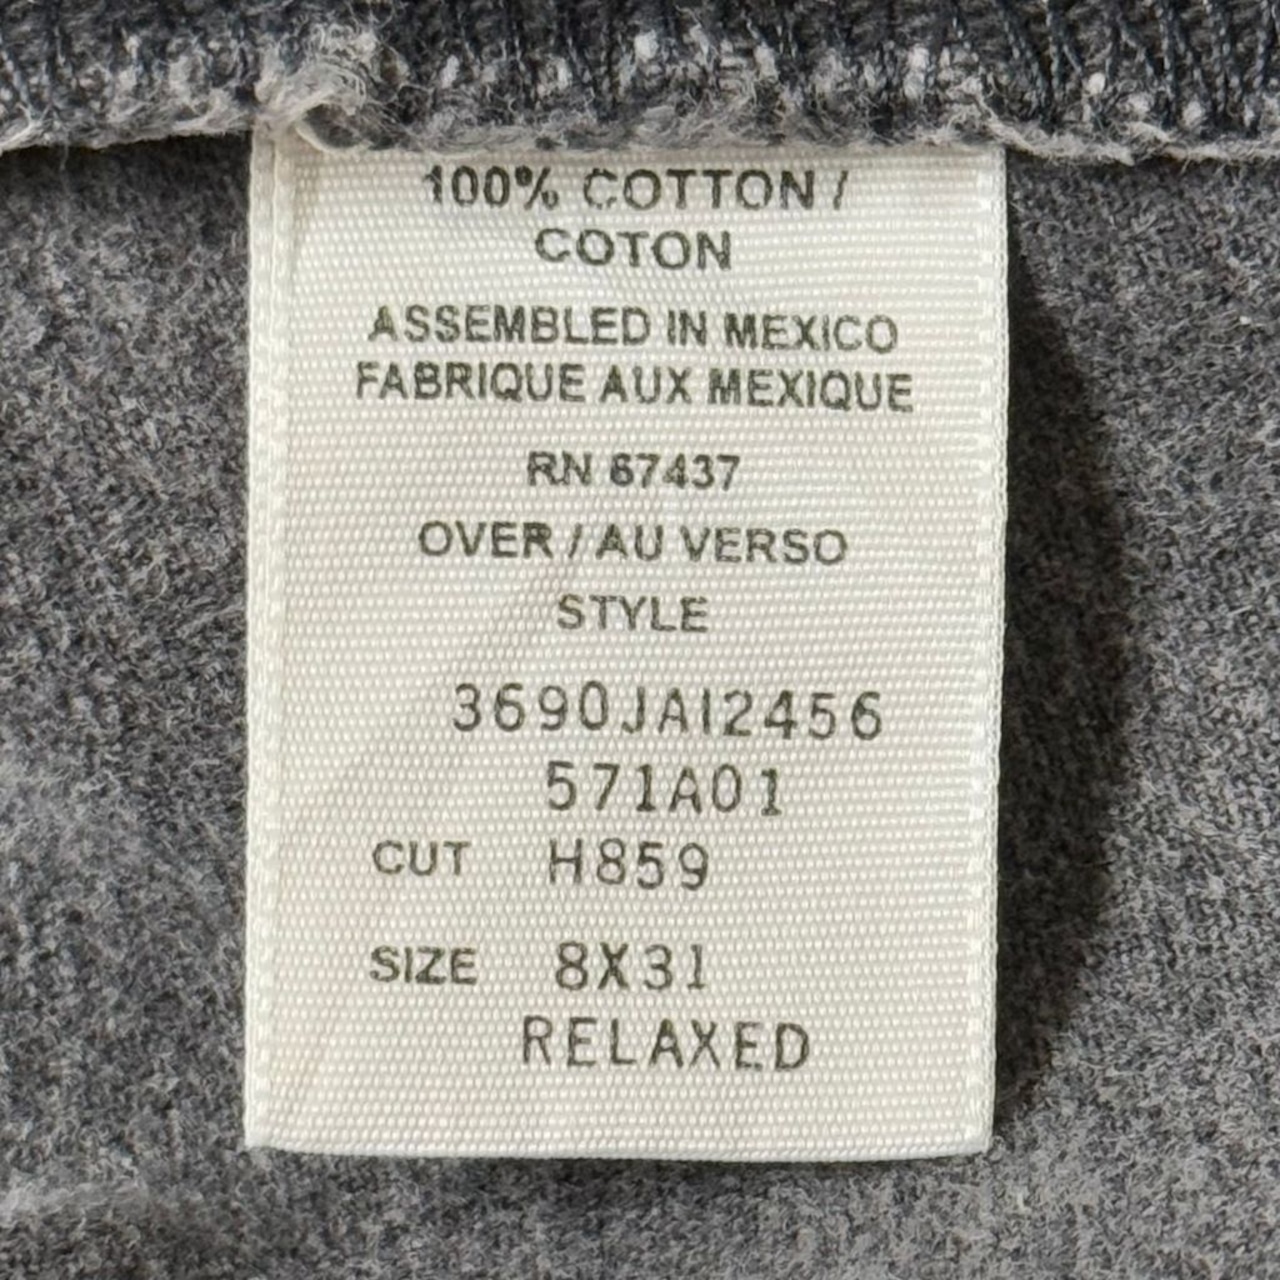 100% COTTON /
COTON
ASSEMBLED IN MEXICO
FABRIQUE AUX MEXIQUE
RN 67437
OVER / AU VERSO
STYLE
3690JAI2456
571A01
CUT H859
SIZE 8X31
RELAXED